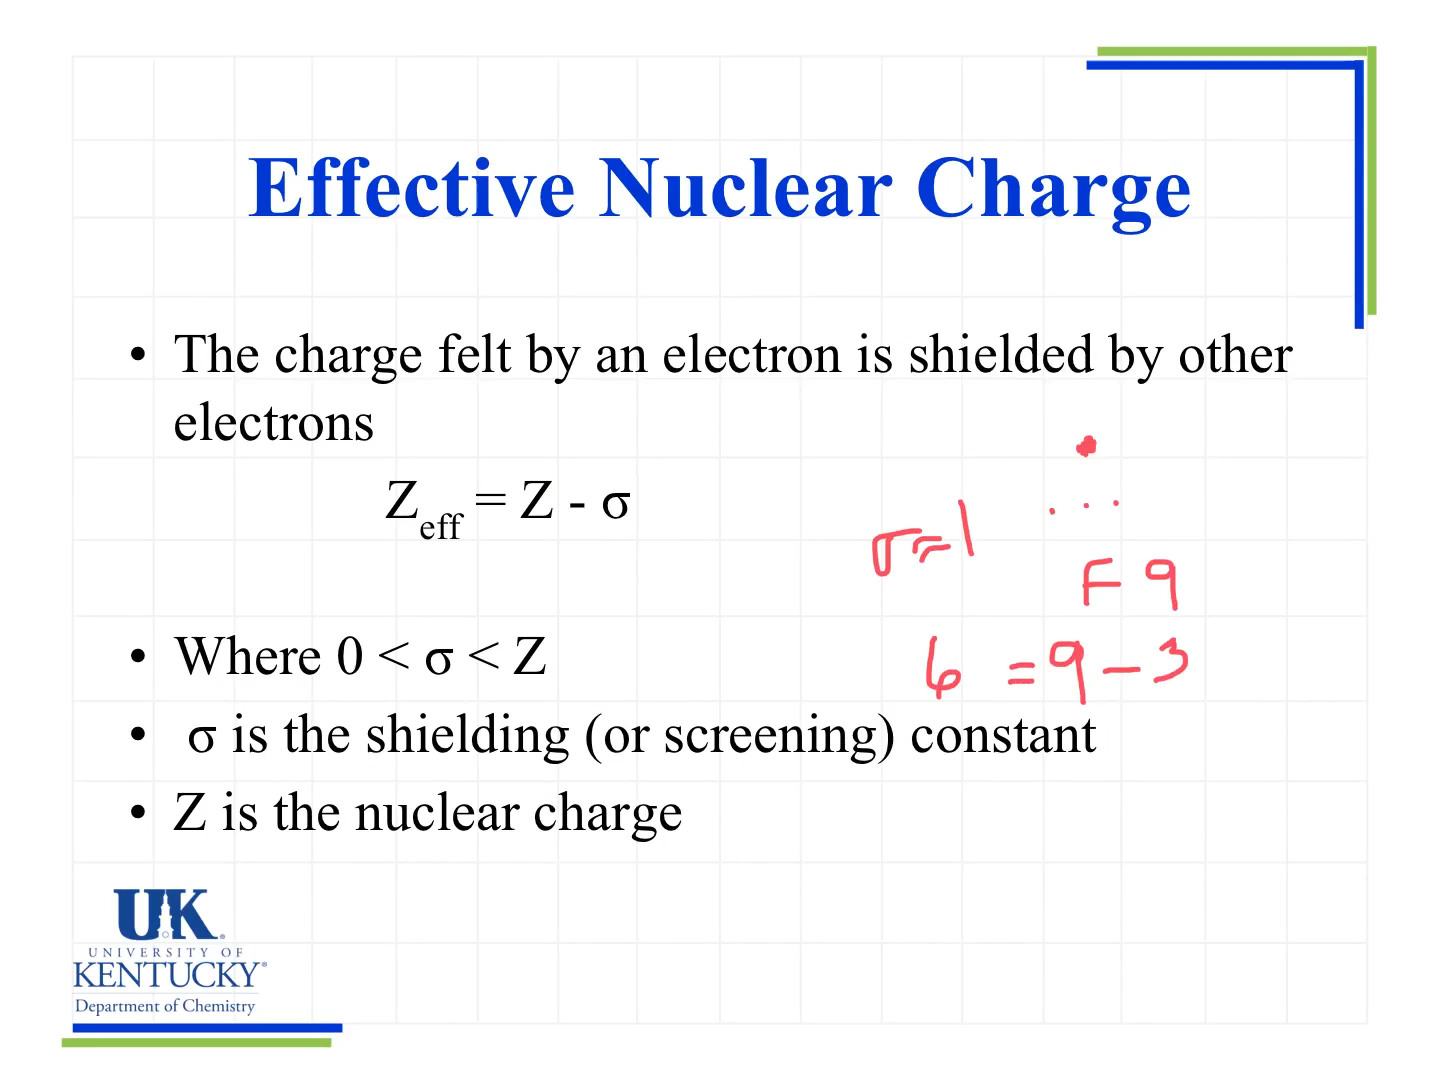 Effective Nuclear Charge
• The charge felt by an electron is shielded by other
electrons
Zeff = Z - σ
σ=1
F 9
• Where 0 < σ < Z
6 = 9 - 3
• σ is the shielding (or screening) constant
• Z is the nuclear charge
UK
UNIVERSITY OF
KENTUCKY®
Department of Chemistry